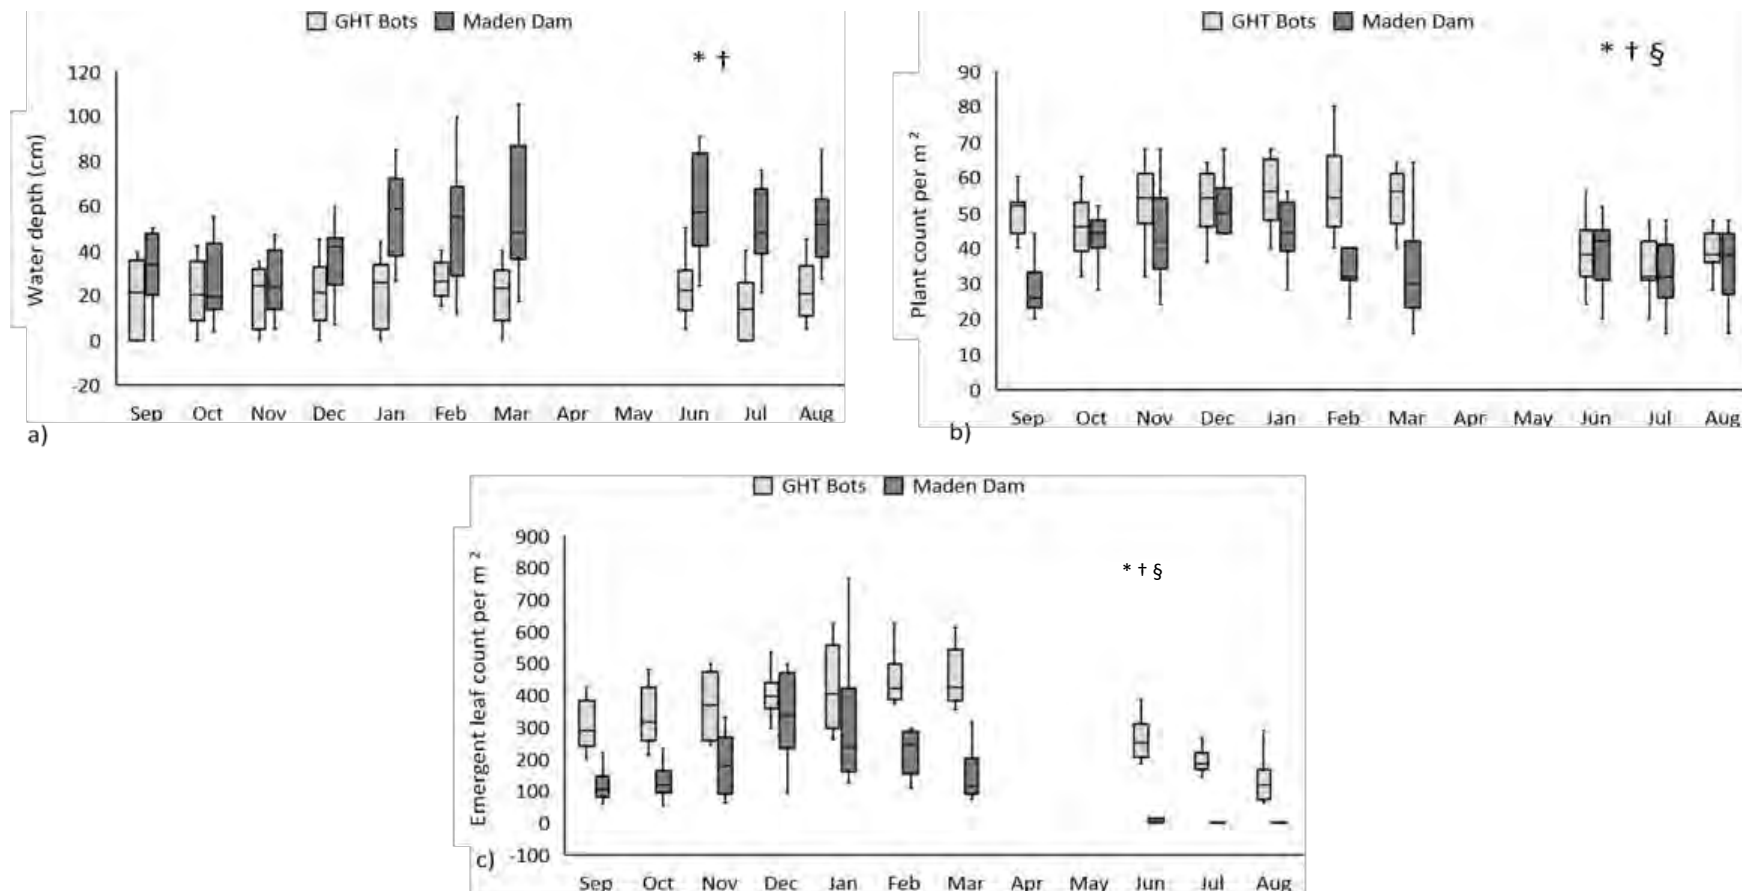 GHT Bots Maden Dam
* †
Water depth (cm)
120
100
80
60
40
20
0
-20
Sep Oct Nov Dec Jan Feb Mar Apr May Jun Jul Aug
a)
GHT Bots Maden Dam
* † §
Plant count per m ²
90
80
70
60
50
40
30
20
10
0
Sep Oct Nov Dec Jan Feb Mar Apr May Jun Jul Aug
b)
GHT Bots Maden Dam
* † §
Emergent leaf count per m ²
900
800
700
600
500
400
300
200
100
0
-100
Sep Oct Nov Dec Jan Feb Mar Apr May Jun Jul Aug
c)